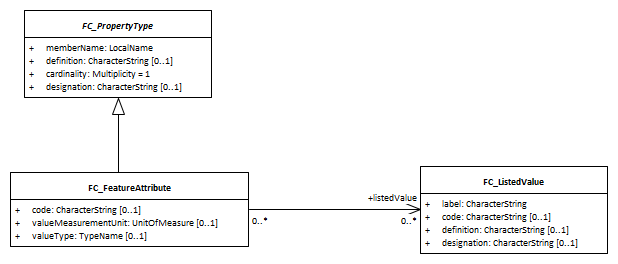 FC_PropertyType
+ memberName: LocalName
+ definition: CharacterString [0..1]
+ cardinality: Multiplicity = 1
+ designation: CharacterString [0..1]
FC_FeatureAttribute
+ code: CharacterString [0..1]
+ valueMeasurementUnit: UnitOfMeasure [0..1]
+ valueType: TypeName [0..1]
+listedValue
0..*
0..*
FC_ListedValue
+ label: CharacterString
+ code: CharacterString [0..1]
+ definition: CharacterString [0..1]
+ designation: CharacterString [0..1]